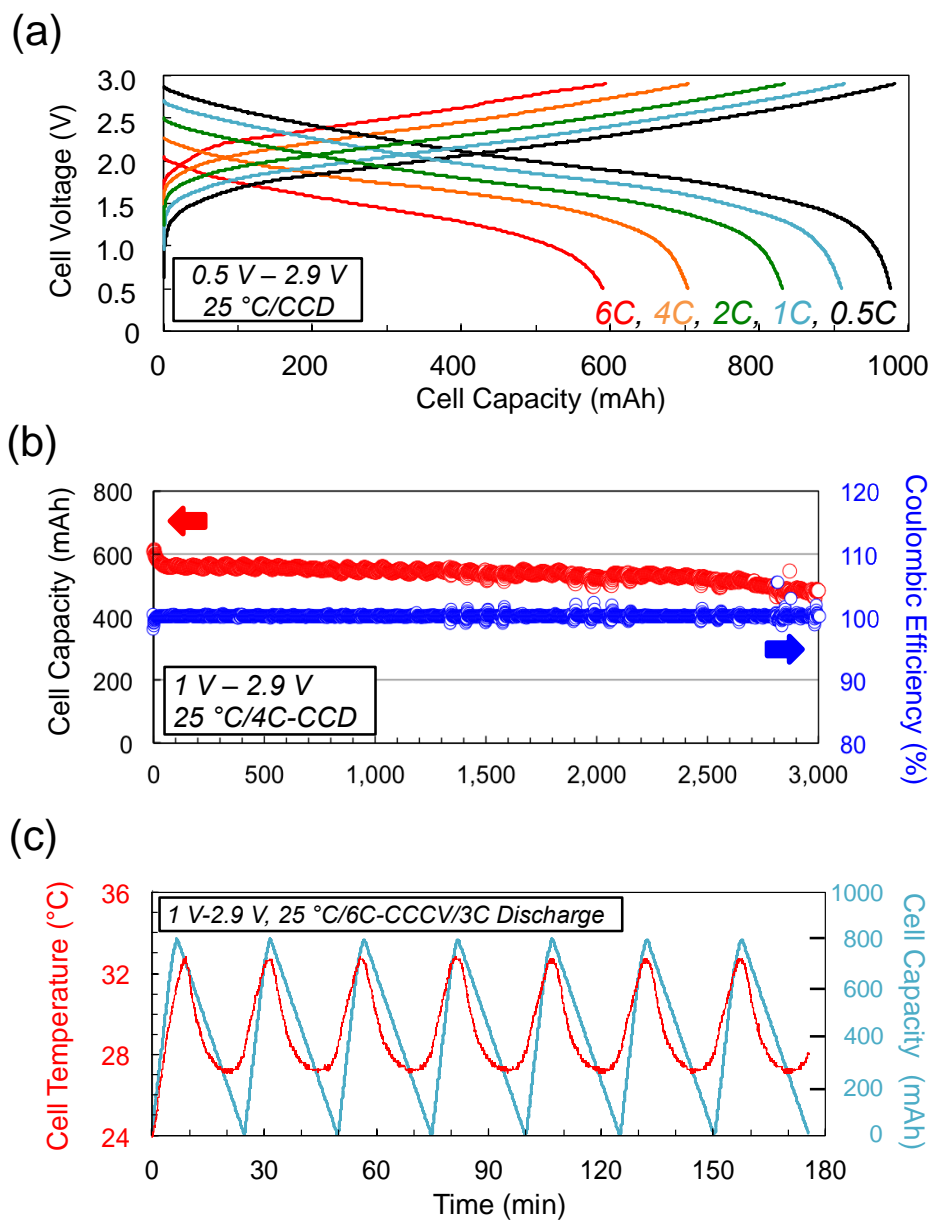 (a)
Cell Voltage (V)
3.0
2.5
2.0
1.5
1.0
0.5
0
0.5 V – 2.9 V
25 °C/CCD
6C, 4C, 2C, 1C, 0.5C
0 200 400 600 800 1000
Cell Capacity (mAh)
(b)
Cell Capacity (mAh)
800
600
400
200
0
Coulombic Efficiency (%)
120
110
100
90
80
1 V – 2.9 V
25 °C/4C-CCD
0 500 1,000 1,500 2,000 2,500 3,000
(c)
Cell Temperature (°C)
36
32
28
24
1 V-2.9 V, 25 °C/6C-CCCV/3C Discharge
Cell Capacity (mAh)
1000
800
600
400
200
0
0 30 60 90 120 150 180
Time (min)